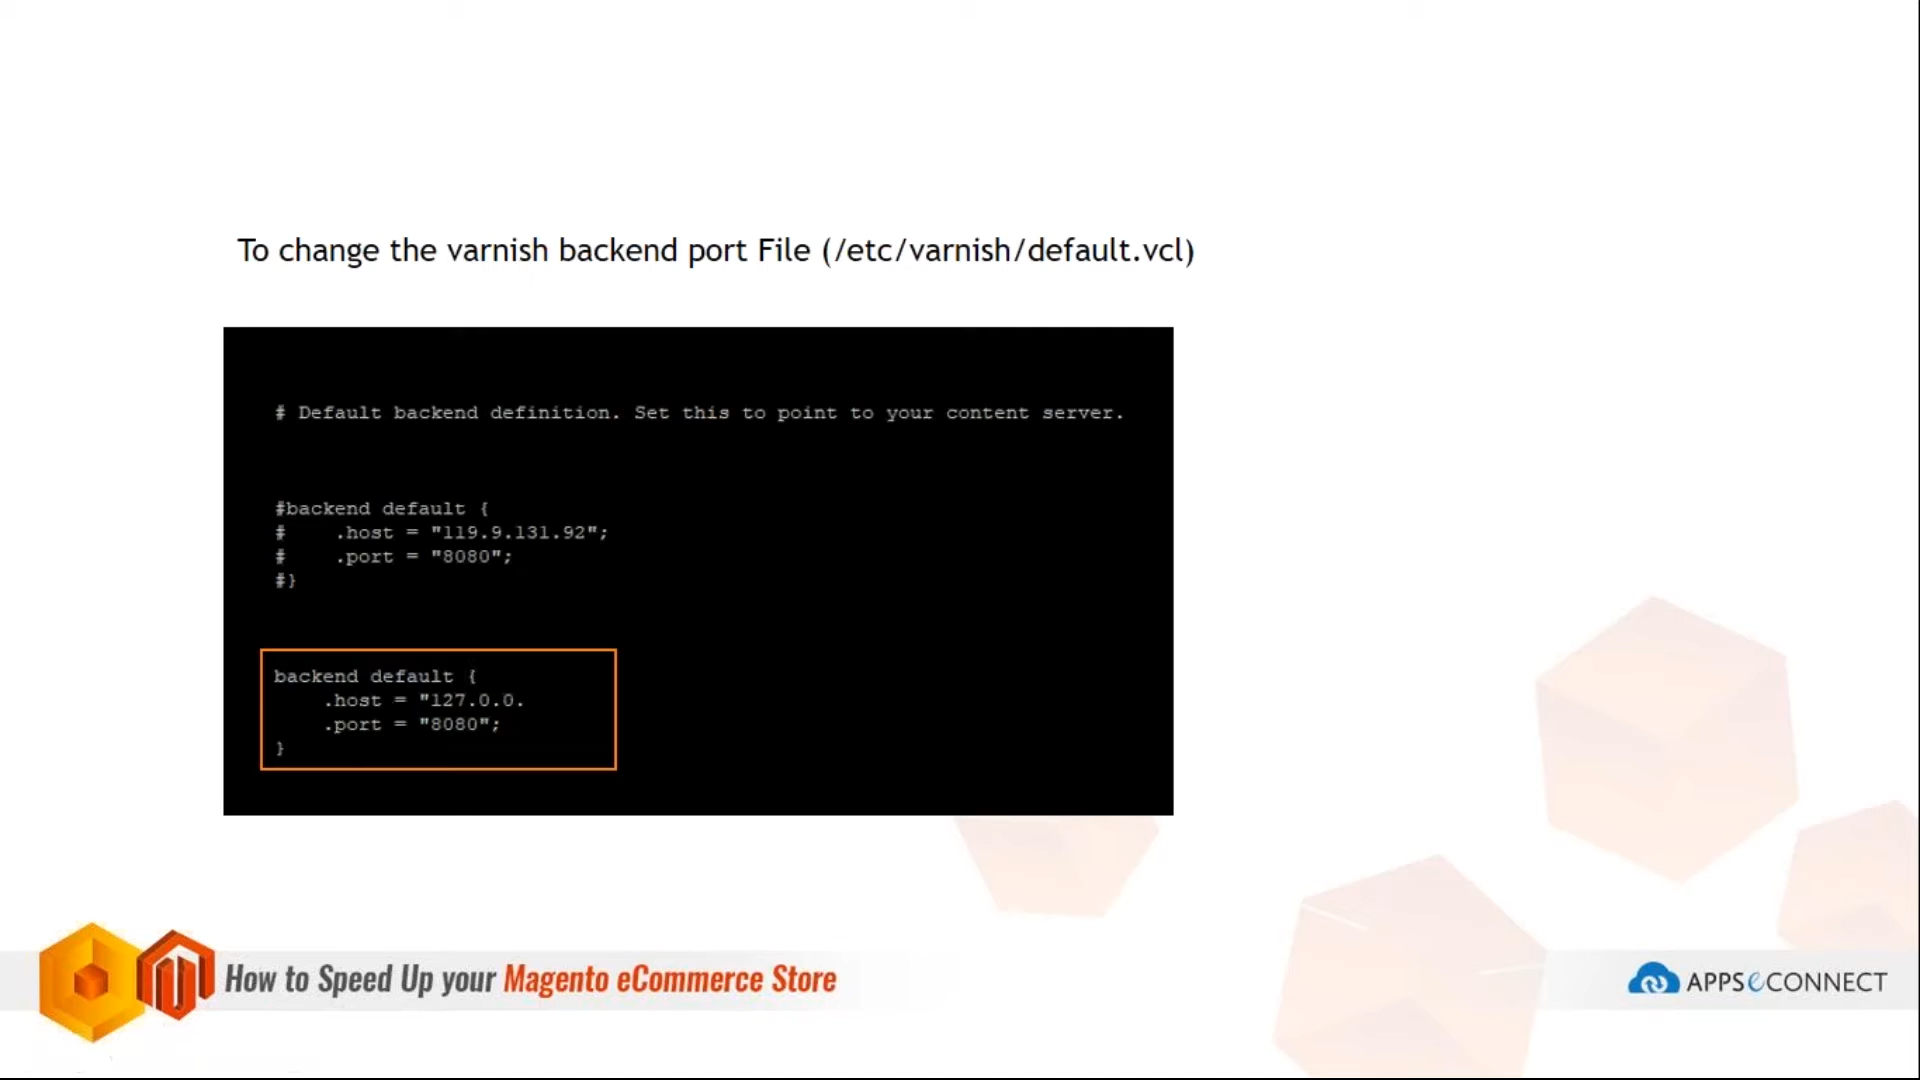 To change the varnish backend port File (/etc/varnish/default.vcl)
# Default backend definition. Set this to point to your content server.
#backend default {
#    .host = "119.9.131.92";
#    .port = "8080";
#}
backend default {
    .host = "127.0.0.
    .port = "8080";
}
How to Speed Up your Magento eCommerce Store
APPSeCONNECT